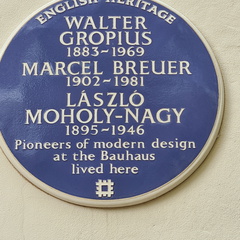 ENGLISH HERITAGE
WALTER
GROPIUS
1883-1969
MARCEL BREUER
1902-1981
LÁSZLÓ
MOHOLY-NAGY
1895-1946
Pioneers of modern design
at the Bauhaus
lived here